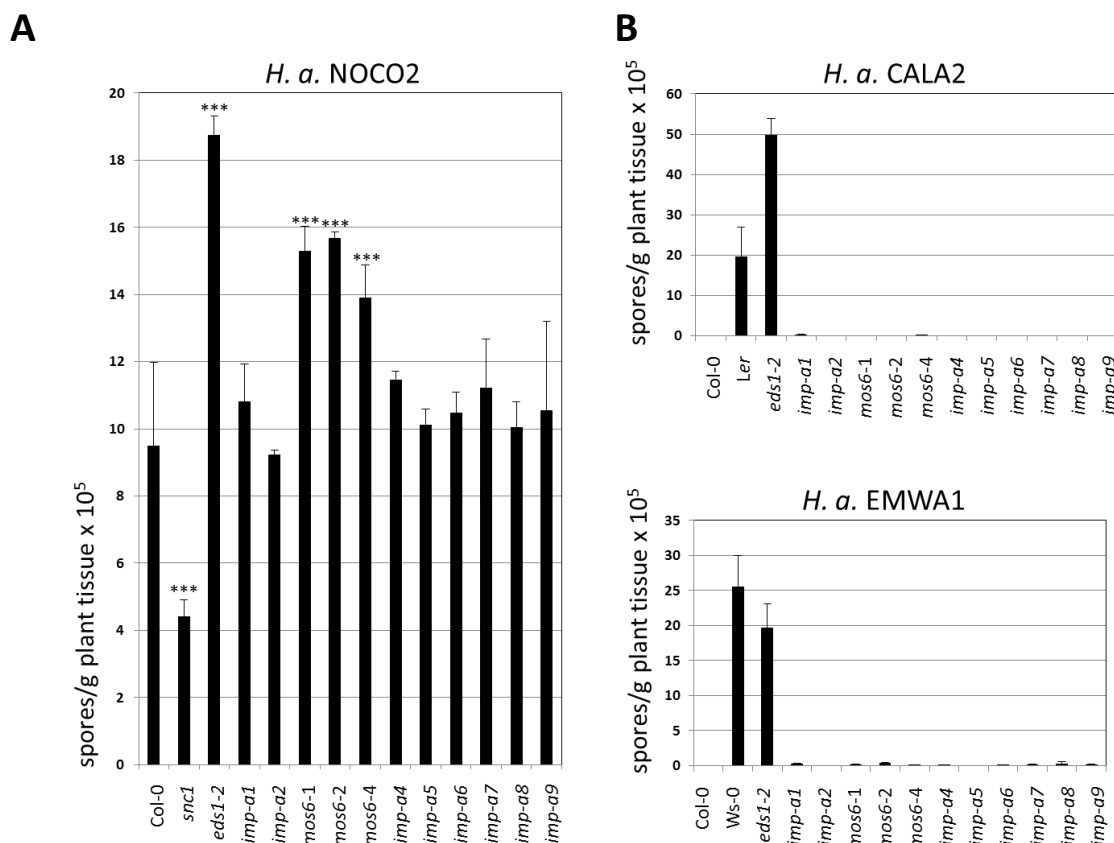 A
H. a. NOCO2
spores/g plant tissue x 10⁵
20
18
16
14
12
10
8
6
4
2
0
***
***
***
***
***
Col-0
snc1
eds1-2
imp-a1
imp-a2
mos6-1
mos6-2
mos6-4
imp-a4
imp-a5
imp-a6
imp-a7
imp-a8
imp-a9
B
H. a. CALA2
spores/g plant tissue x 10⁵
60
50
40
30
20
10
0
Col-0
Ler
eds1-2
imp-a1
imp-a2
mos6-1
mos6-2
mos6-4
imp-a4
imp-a5
imp-a6
imp-a7
imp-a8
imp-a9
H. a. EMWA1
spores/g plant tissue x 10⁵
35
30
25
20
15
10
5
0
Col-0
Ws-0
eds1-2
imp-a1
imp-a2
mos6-1
mos6-2
mos6-4
imp-a4
imp-a5
imp-a6
imp-a7
imp-a8
imp-a9